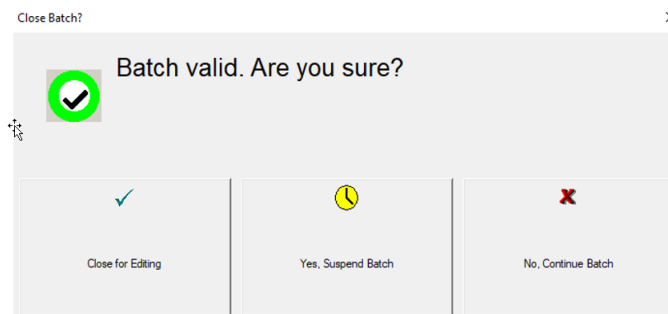 Close Batch?
Batch valid. Are you sure?
Close for Editing
Yes, Suspend Batch
No, Continue Batch